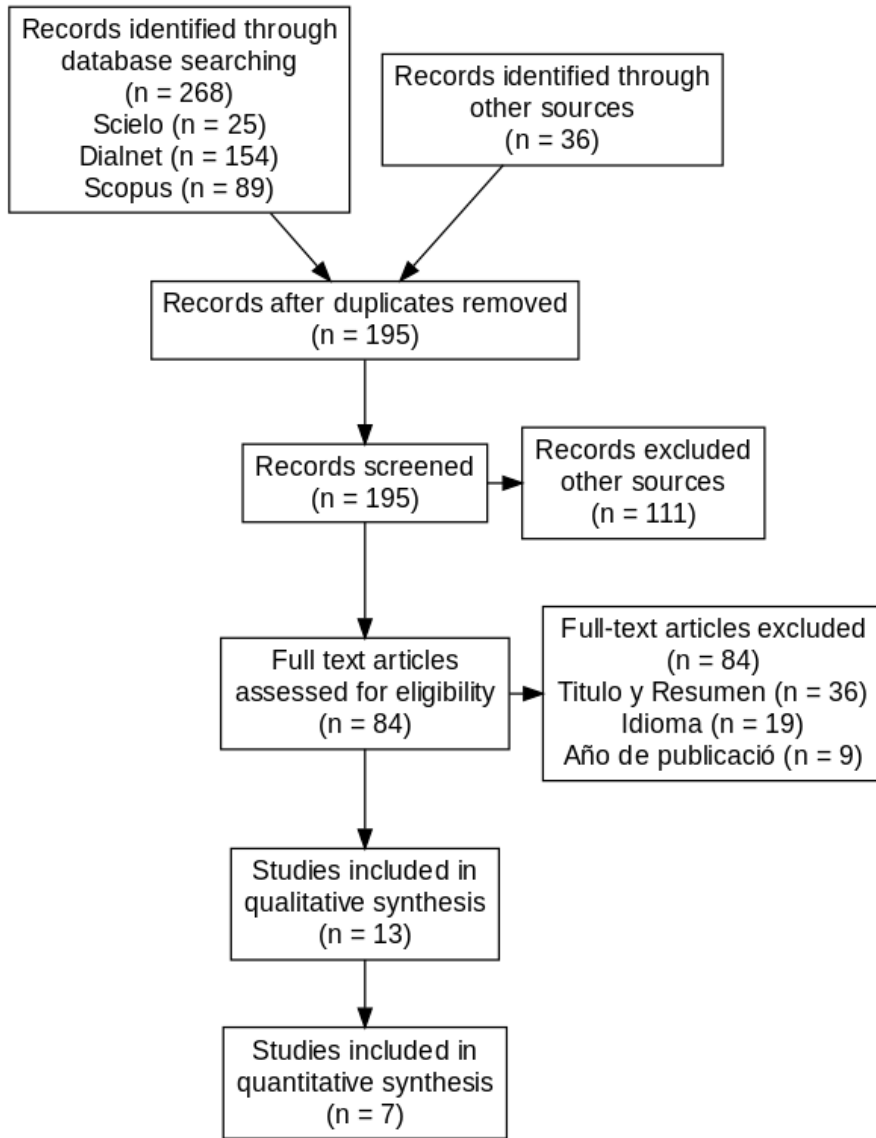 Records identified through
database searching
(n = 268)
Scielo (n = 25)
Dialnet (n = 154)
Scopus (n = 89)
Records identified through
other sources
(n = 36)
Records after duplicates removed
(n = 195)
Records screened
(n = 195)
Records excluded
other sources
(n = 111)
Full text articles
assessed for eligibility
(n = 84)
Full-text articles excluded
(n = 84)
Titulo y Resumen (n = 36)
Idioma (n = 19)
Año de publicació (n = 9)
Studies included in
qualitative synthesis
(n = 13)
Studies included in
quantitative synthesis
(n = 7)